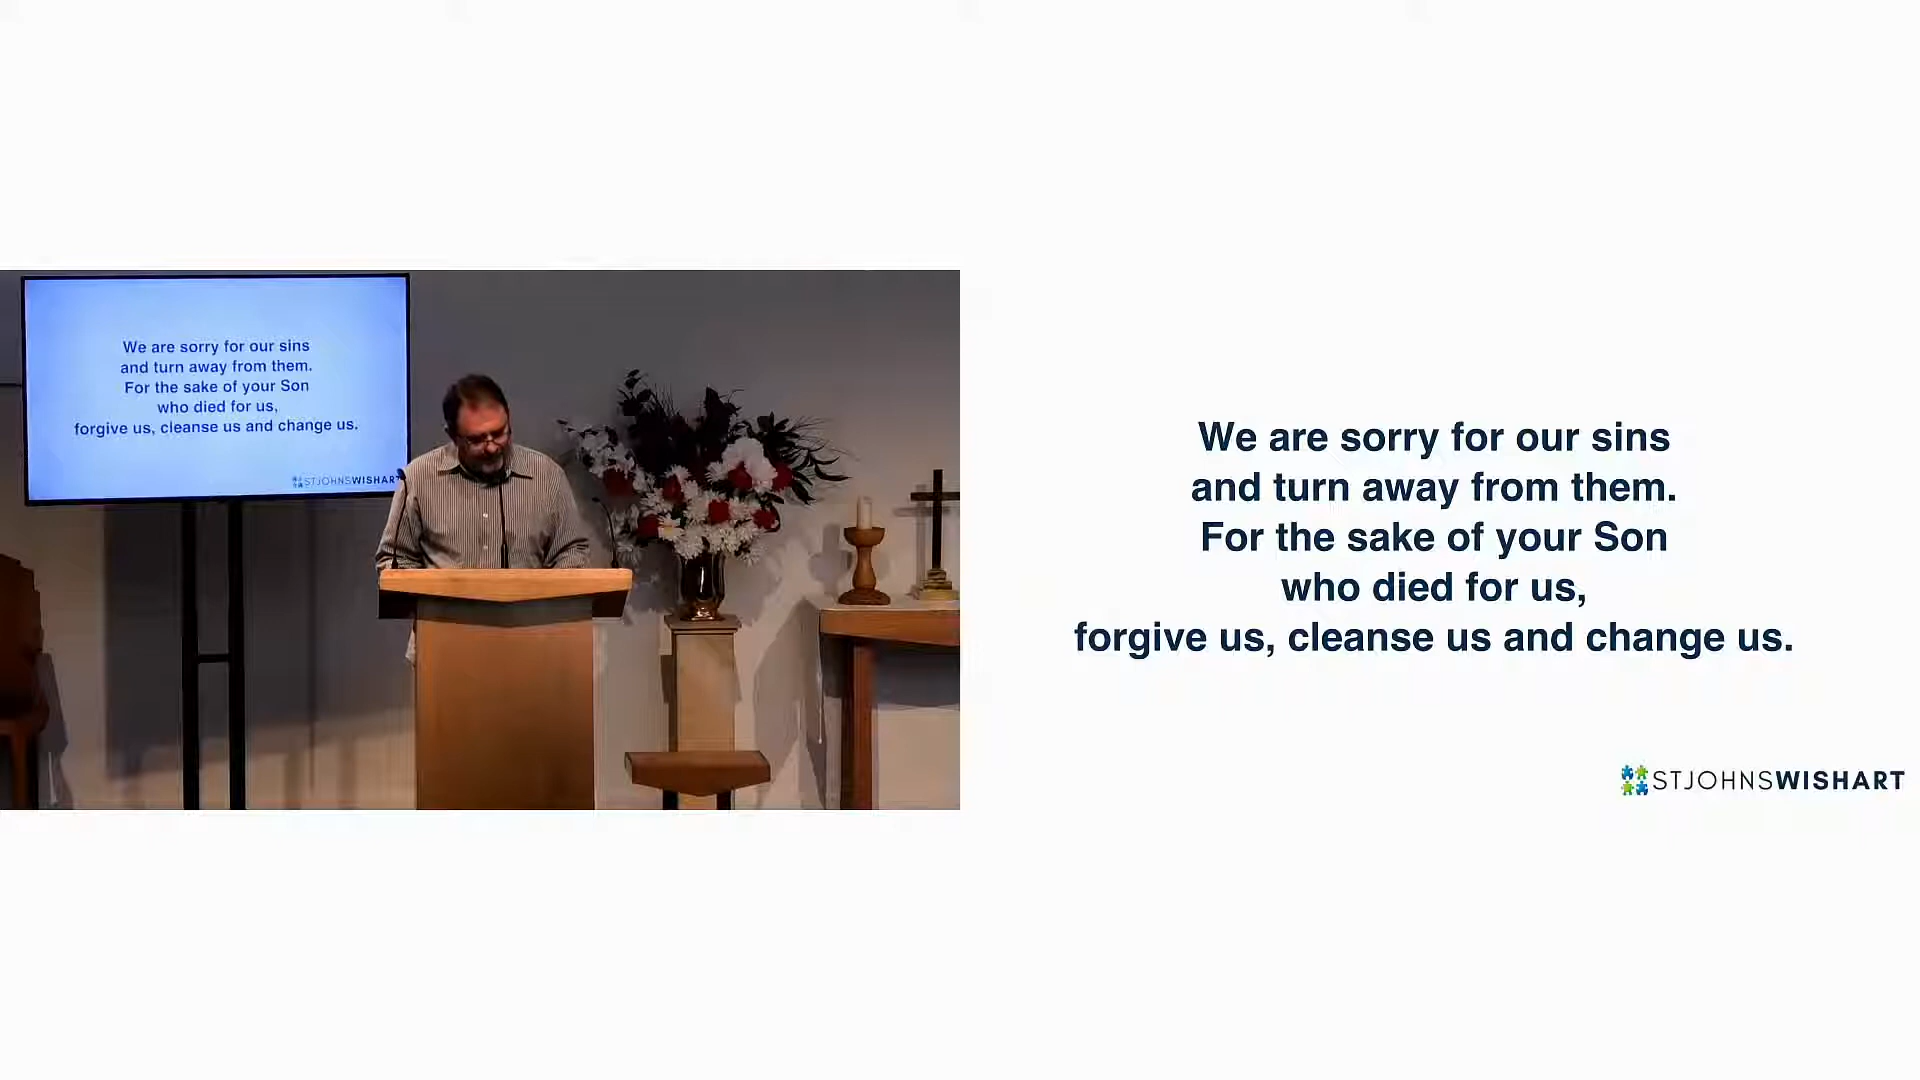 We are sorry for our sins
and turn away from them.
For the sake of your Son
who died for us,
forgive us, cleanse us and change us.
STJOHNSWISHART
We are sorry for our sins
and turn away from them.
For the sake of your Son
who died for us,
forgive us, cleanse us and change us.
STJOHNSWISHART